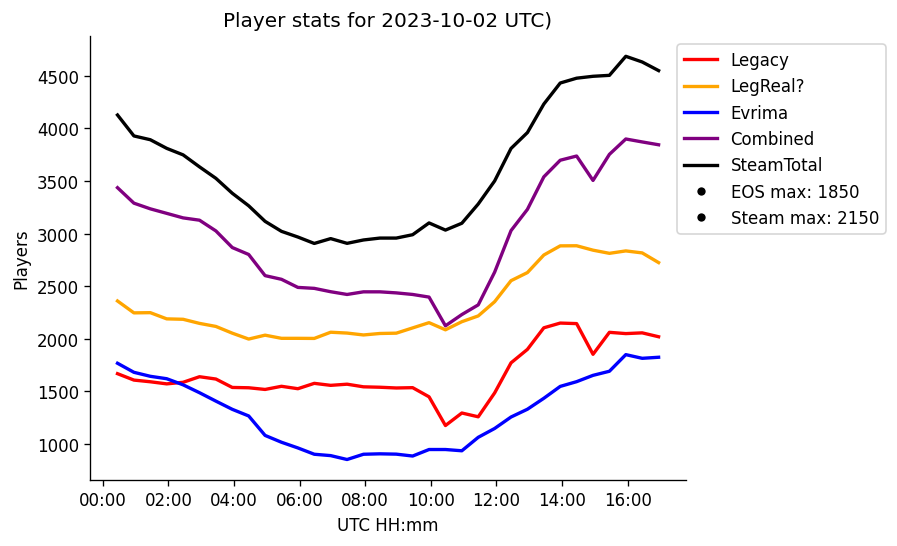 Player stats for 2023-10-02 UTC)
Players
4500
4000
3500
3000
2500
2000
1500
1000
00:00 02:00 04:00 06:00 08:00 10:00 12:00 14:00 16:00
UTC HH:mm
Legacy
LegReal?
Evrima
Combined
SteamTotal
EOS max: 1850
Steam max: 2150